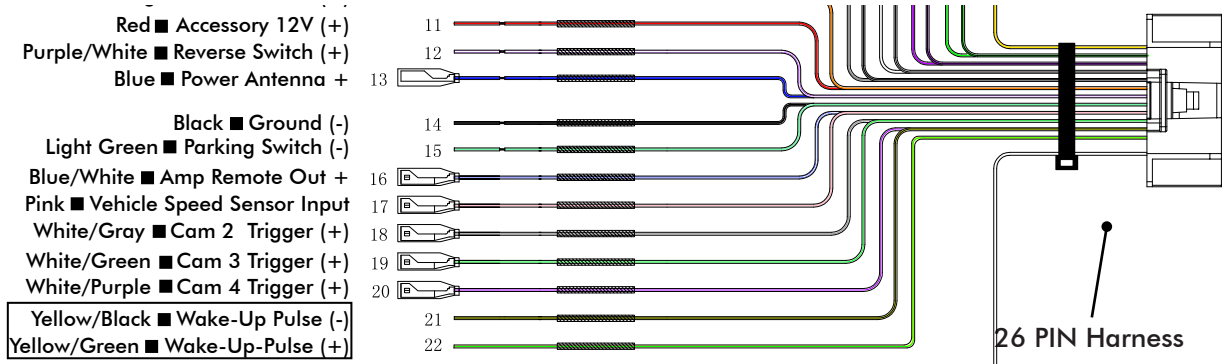 Red ■ Accessory 12V (+) 11
Purple/White ■ Reverse Switch (+) 12
Blue ■ Power Antenna + 13
Black ■ Ground (-) 14
Light Green ■ Parking Switch (-) 15
Blue/White ■ Amp Remote Out + 16
Pink ■ Vehicle Speed Sensor Input 17
White/Gray ■ Cam 2 Trigger (+) 18
White/Green ■ Cam 3 Trigger (+) 19
White/Purple ■ Cam 4 Trigger (+) 20
Yellow/Black ■ Wake-Up Pulse (-) 21
Yellow/Green ■ Wake-Up-Pulse (+) 22
26 PIN Harness